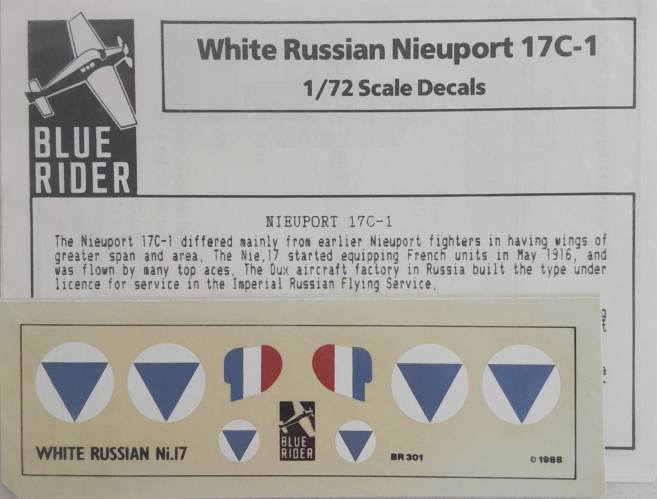 White Russian Nieuport 17C-1
1/72 Scale Decals
BLUE
RIDER
NIEUPORT 17C-1
The Nieuport 17C-1 differed mainly from earlier Nieuport fighters in having wings of
greater span and area. The Nie.17 started equipping French units in May 1916, and
was flown by many top aces. The Dux aircraft factory in Russia built the type under
licence for service in the Imperial Russian Flying Service.
BLUE
RIDER
WHITE RUSSIAN Ni.17
BR 301
© 1988